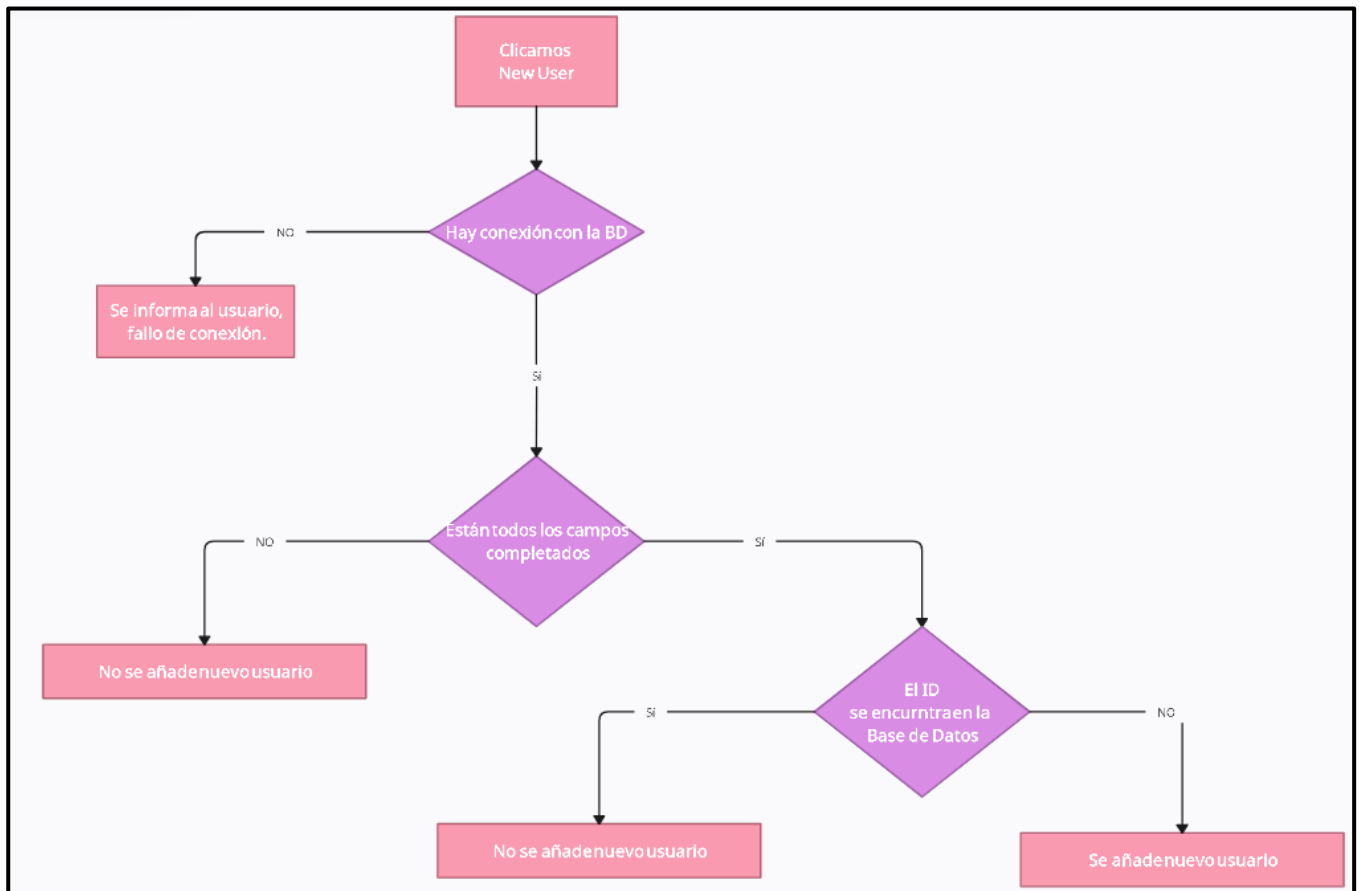 Clicamos
New User
Hay conexión con la BD
NO
Se informa al usuario,
fallo de conexión.
Si
Están todos los campos
completados
NO
Sí
No se añade nuevo usuario
El ID
se encurntra en la
Base de Datos
Si
NO
No se añade nuevo usuario
Se añade nuevo usuario